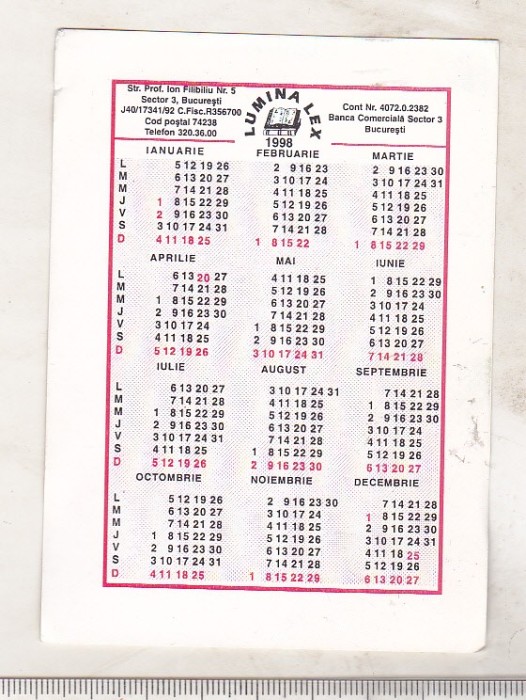 Str. Prof. Ion Filibiliu Nr. 5
Sector 3, Bucureşti
J40/17341/92 C.Fisc.R356700
Cod poştal 74238
Telefon 320.36.00
LUMINA LEX
1998
Cont Nr. 4072.0.2382
Banca Comercială Sector 3
Bucureşti
IANUARIE FEBRUARIE MARTIE
L 5 12 19 26 2 9 16 23 2 9 16 23 30
M 6 13 20 27 3 10 17 24 3 10 17 24 31
M 7 14 21 28 4 11 18 25 4 11 18 25
J 1 8 15 22 29 5 12 19 26 5 12 19 26
V 2 9 16 23 30 6 13 20 27 6 13 20 27
S 3 10 17 24 31 7 14 21 28 7 14 21 28
D 4 11 18 25 1 8 15 22 1 8 15 22 29
APRILIE MAI IUNIE
L 6 13 20 27 4 11 18 25 1 8 15 22 29
M 7 14 21 28 5 12 19 26 2 9 16 23 30
M 1 8 15 22 29 6 13 20 27 3 10 17 24
J 2 9 16 23 30 7 14 21 28 4 11 18 25
V 3 10 17 24 1 8 15 22 29 5 12 19 26
S 4 11 18 25 2 9 16 23 30 6 13 20 27
D 5 12 19 26 3 10 17 24 31 7 14 21 28
IULIE AUGUST SEPTEMBRIE
L 6 13 20 27 3 10 17 24 31 7 14 21 28
M 7 14 21 28 4 11 18 25 1 8 15 22 29
M 1 8 15 22 29 5 12 19 26 2 9 16 23 30
J 2 9 16 23 30 6 13 20 27 3 10 17 24
V 3 10 17 24 31 7 14 21 28 4 11 18 25
S 4 11 18 25 1 8 15 22 29 5 12 19 26
D 5 12 19 26 2 9 16 23 30 6 13 20 27
OCTOMBRIE NOIEMBRIE DECEMBRIE
L 5 12 19 26 2 9 16 23 30 7 14 21 28
M 6 13 20 27 3 10 17 24 1 8 15 22 29
M 7 14 21 28 4 11 18 25 2 9 16 23 30
J 1 8 15 22 29 5 12 19 26 3 10 17 24 31
V 2 9 16 23 30 6 13 20 27 4 11 18 25
S 3 10 17 24 31 7 14 21 28 5 12 19 26
D 4 11 18 25 1 8 15 22 29 6 13 20 27